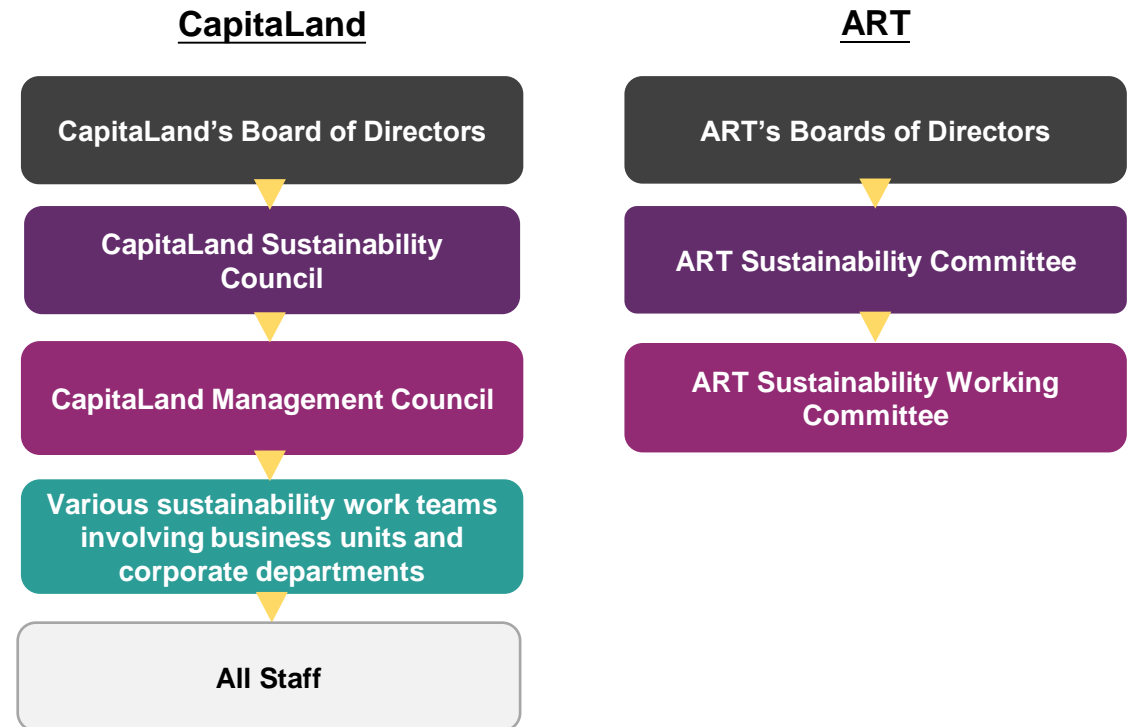 CapitaLand
CapitaLand’s Board of Directors
CapitaLand Sustainability
Council
CapitaLand Management Council
Various sustainability work teams
involving business units and
corporate departments
All Staff
ART
ART’s Boards of Directors
ART Sustainability Committee
ART Sustainability Working
Committee